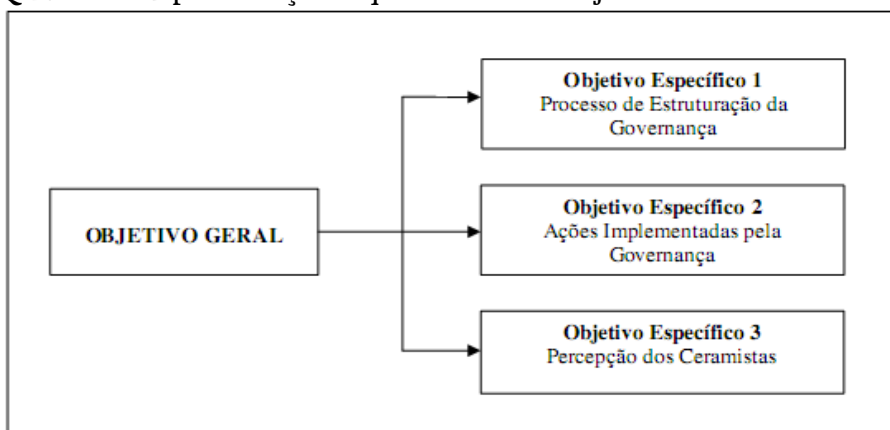 OBJETIVO GERAL
Objetivo Específico 1
Processo de Estruturação da
Governança
Objetivo Específico 2
Ações Implementadas pela
Governança
Objetivo Específico 3
Percepção dos Ceramistas